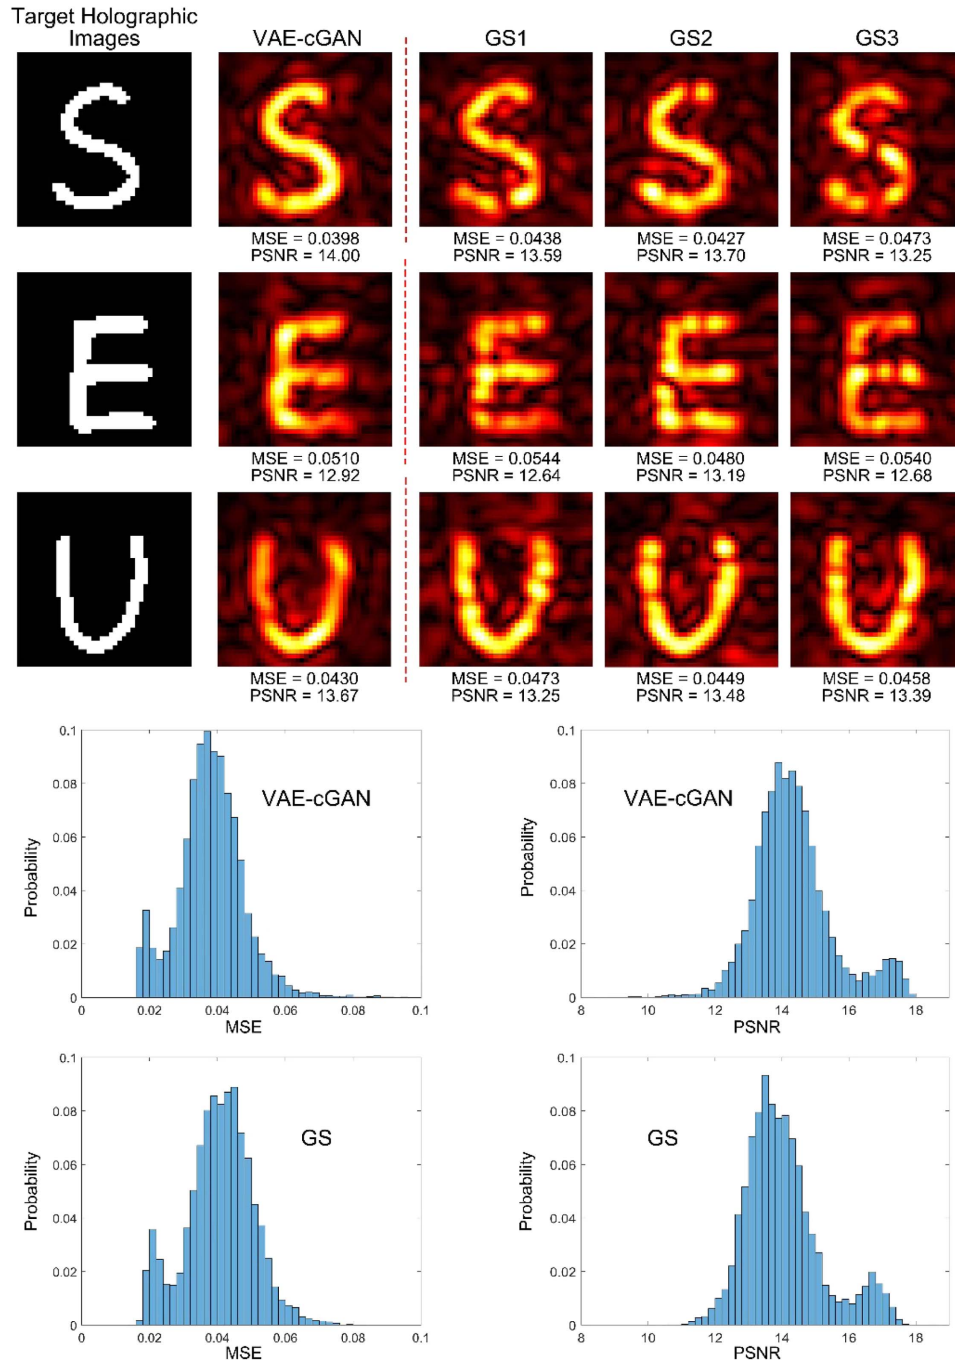 Target Holographic
Images
VAE-cGAN
GS1
GS2
GS3
S
MSE = 0.0398
PSNR = 14.00
MSE = 0.0438
PSNR = 13.59
MSE = 0.0427
PSNR = 13.70
MSE = 0.0473
PSNR = 13.25
E
MSE = 0.0510
PSNR = 12.92
MSE = 0.0544
PSNR = 12.64
MSE = 0.0480
PSNR = 13.19
MSE = 0.0540
PSNR = 12.68
U
MSE = 0.0430
PSNR = 13.67
MSE = 0.0473
PSNR = 13.25
MSE = 0.0449
PSNR = 13.48
MSE = 0.0458
PSNR = 13.39
VAE-cGAN
Probability
0.1
0.08
0.06
0.04
0.02
0
0 0.02 0.04 0.06 0.08 0.1
MSE
VAE-cGAN
Probability
0.1
0.08
0.06
0.04
0.02
0
8 10 12 14 16 18
PSNR
GS
Probability
0.1
0.08
0.06
0.04
0.02
0
0 0.02 0.04 0.06 0.08 0.1
MSE
GS
Probability
0.1
0.08
0.06
0.04
0.02
0
8 10 12 14 16 18
PSNR